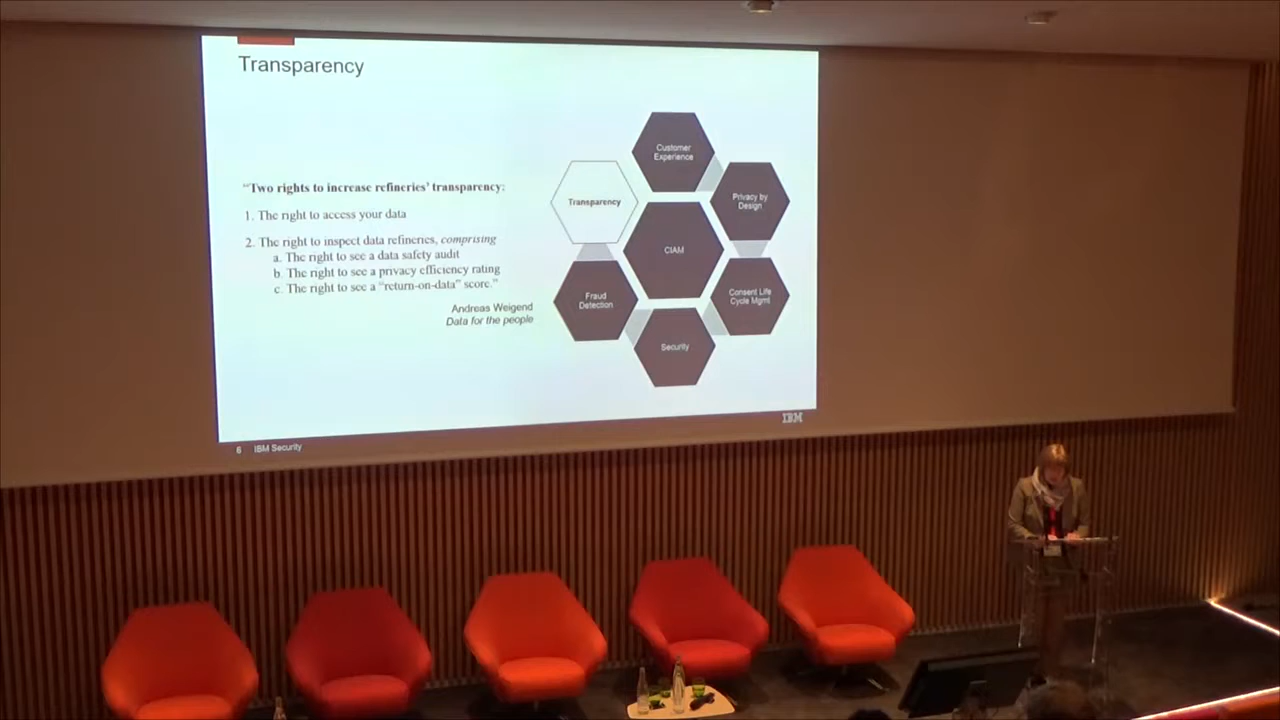 Transparency
"Two rights to increase refineries' transparency:
1. The right to access your data
2. The right to inspect data refineries, comprising
a. The right to see a data safety audit
b. The right to see a privacy efficiency rating
c. The right to see a "return-on-data" score."
Andreas Weigend
Data for the people
Customer
Experience
Transparency
Privacy by
Design
CIAM
Fraud
Detection
Consent Life
Cycle Mgmt
Security
IBM
6 IBM Security